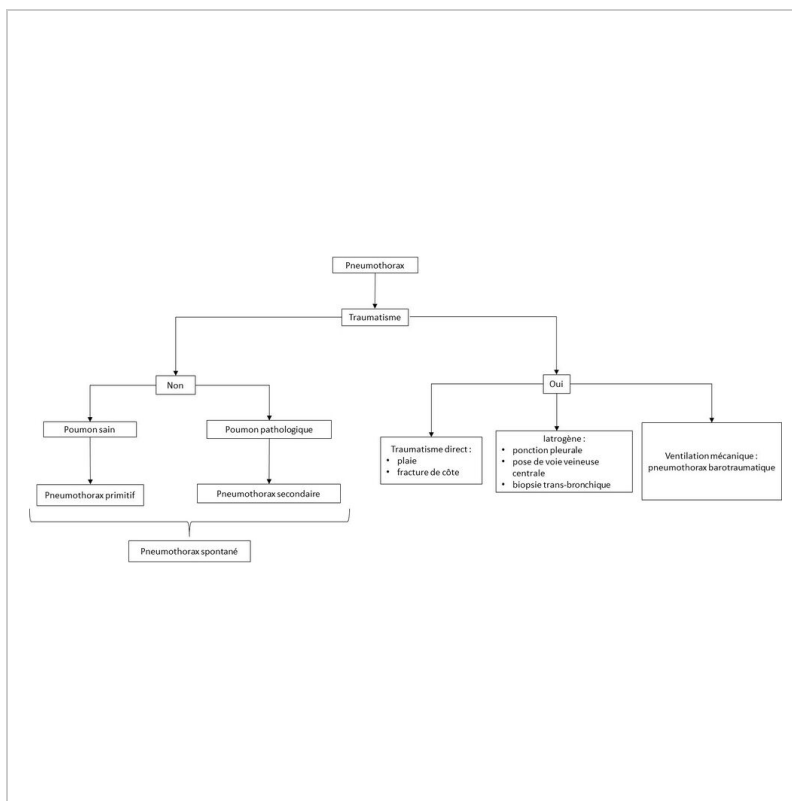 Pneumothorax
Traumatisme
Non
Oui
Poumon sain
Poumon pathologique
Pneumothorax primitif
Pneumothorax secondaire
Pneumothorax spontané
Traumatisme direct :
• plaie
• fracture de côte
Iatrogène :
• ponction pleurale
• pose de voie veineuse
centrale
• biopsie trans-bronchique
Ventilation mécanique :
pneumothorax barotraumatique